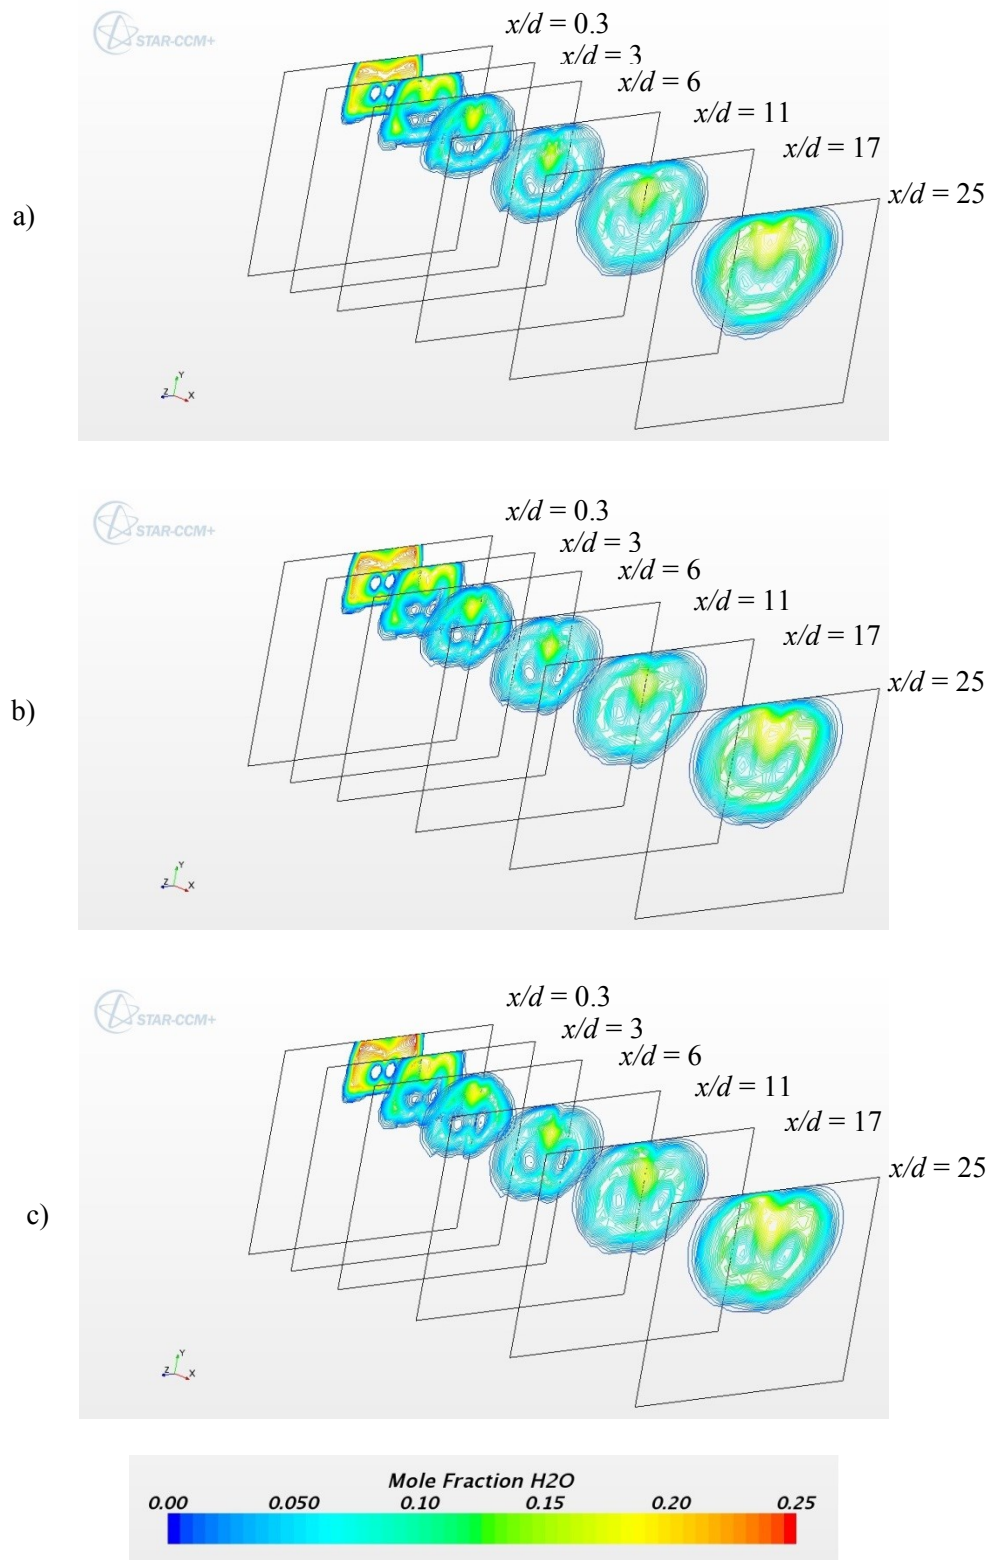 STAR-CCM+
x/d = 0.3
x/d = 3
x/d = 6
x/d = 11
x/d = 17
x/d = 25
a)
Y
Z X
STAR-CCM+
x/d = 0.3
x/d = 3
x/d = 6
x/d = 11
x/d = 17
x/d = 25
b)
Y
Z X
STAR-CCM+
x/d = 0.3
x/d = 3
x/d = 6
x/d = 11
x/d = 17
x/d = 25
c)
Y
Z X
Mole Fraction H2O
0.00 0.050 0.10 0.15 0.20 0.25